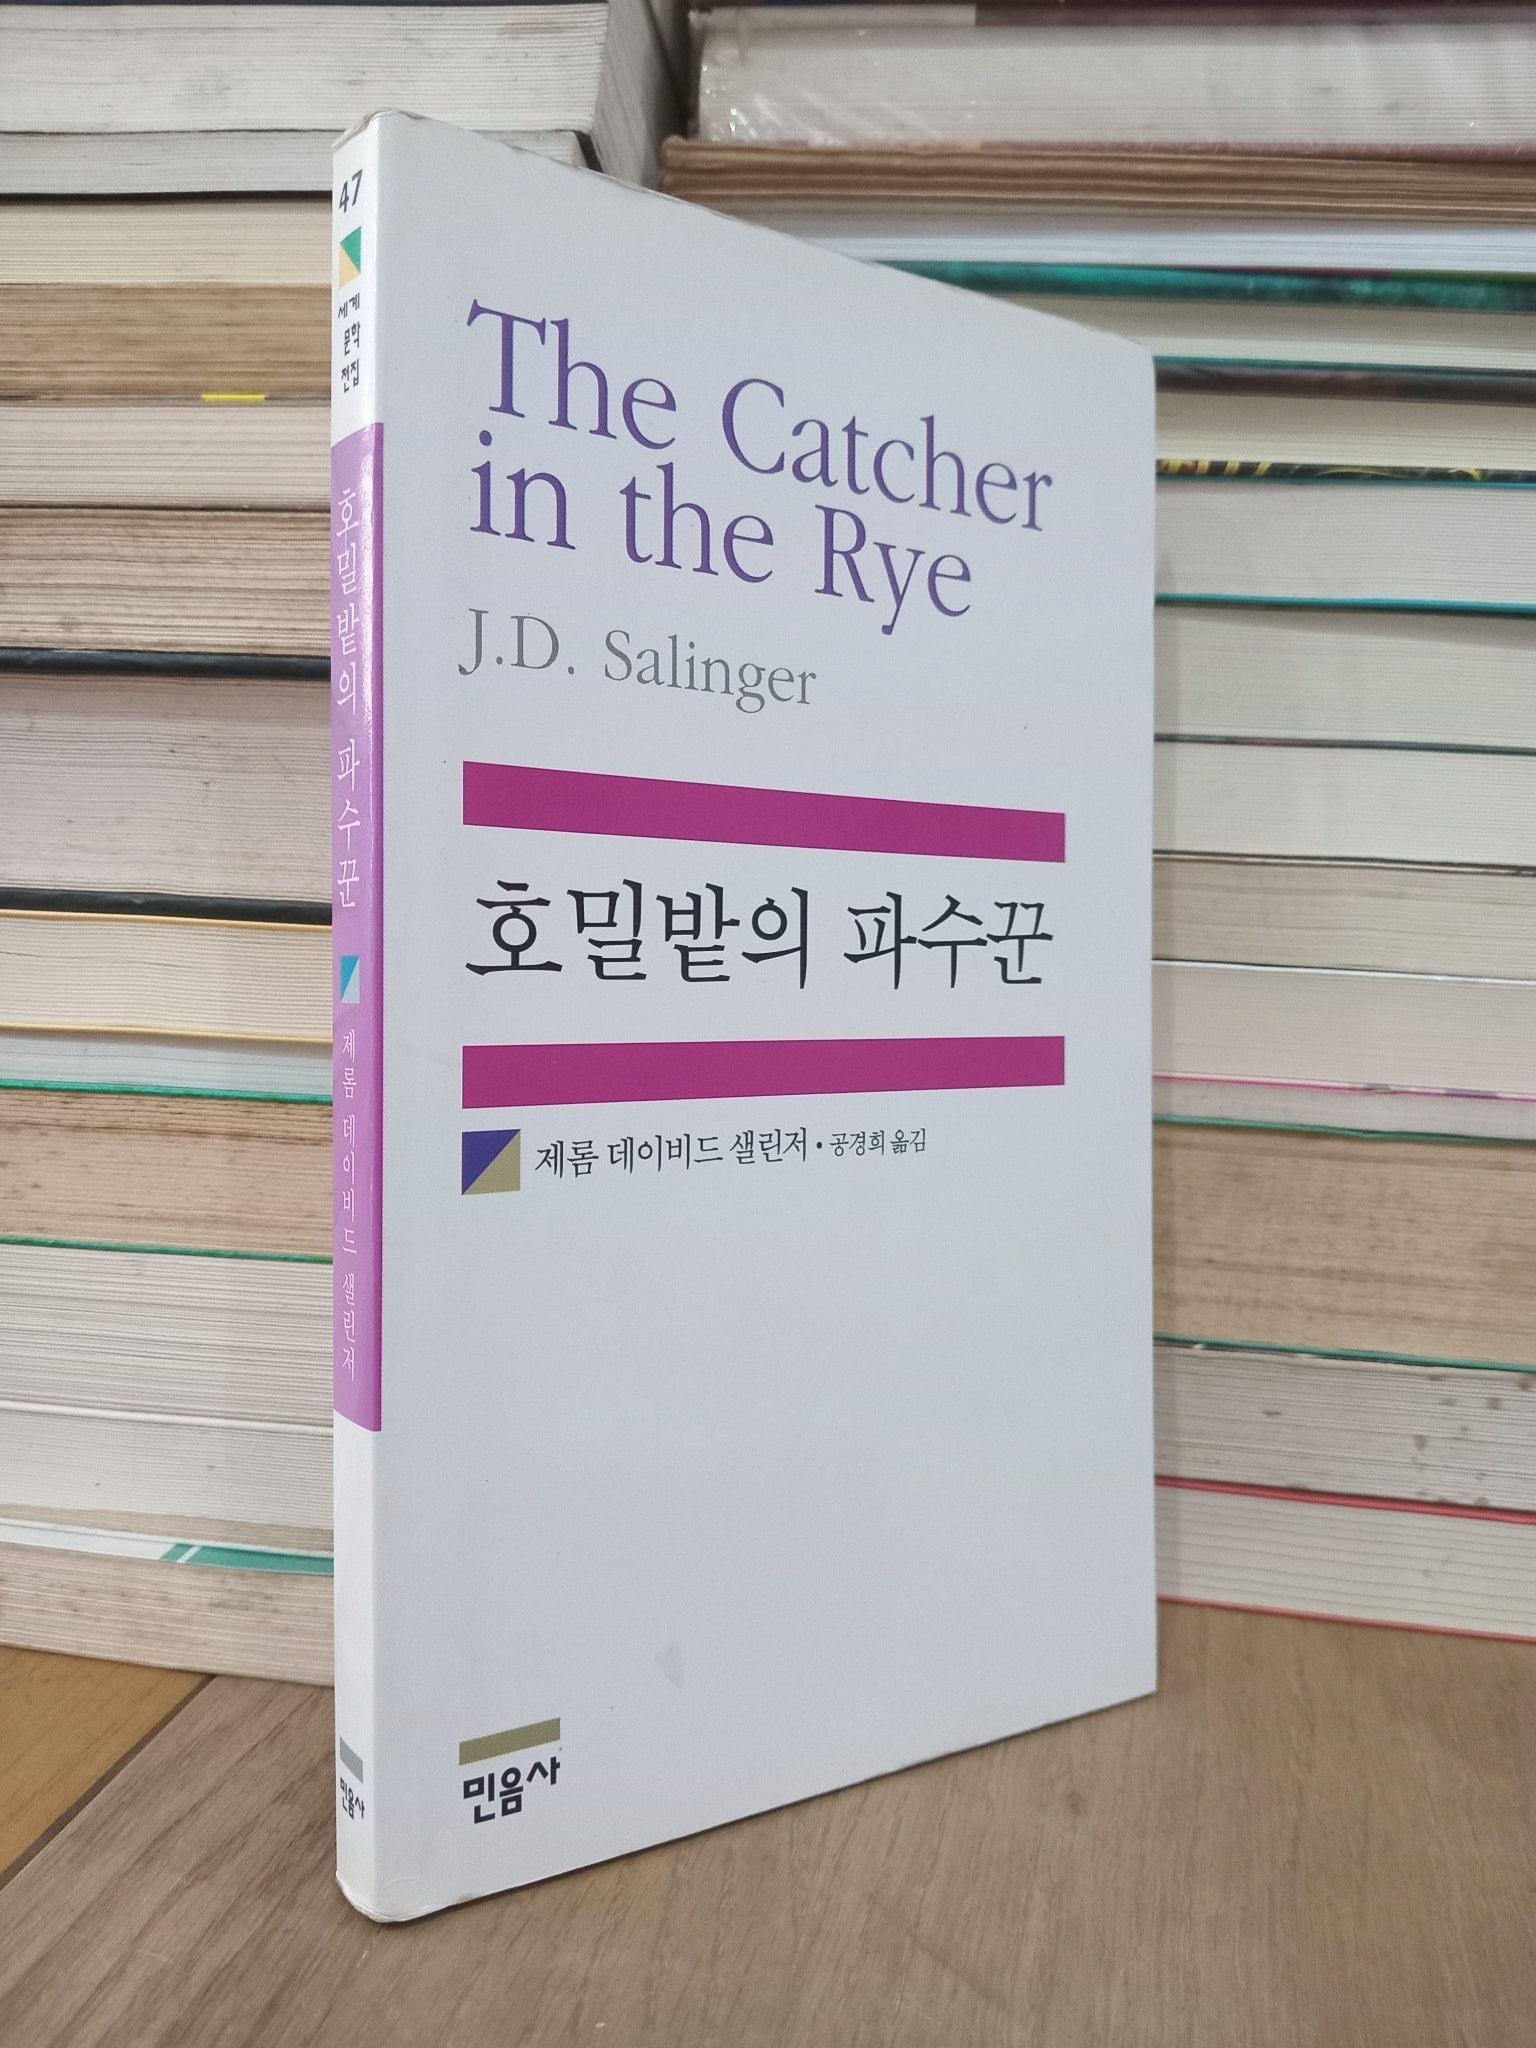 47
세계
문학
전집
호밀밭의 파수꾼
제롬 데이비드 샐린저
민음사
The Catcher
in the Rye
J.D. Salinger
호밀밭의 파수꾼
제롬 데이비드 샐린저 · 공경희 옮김
민음사